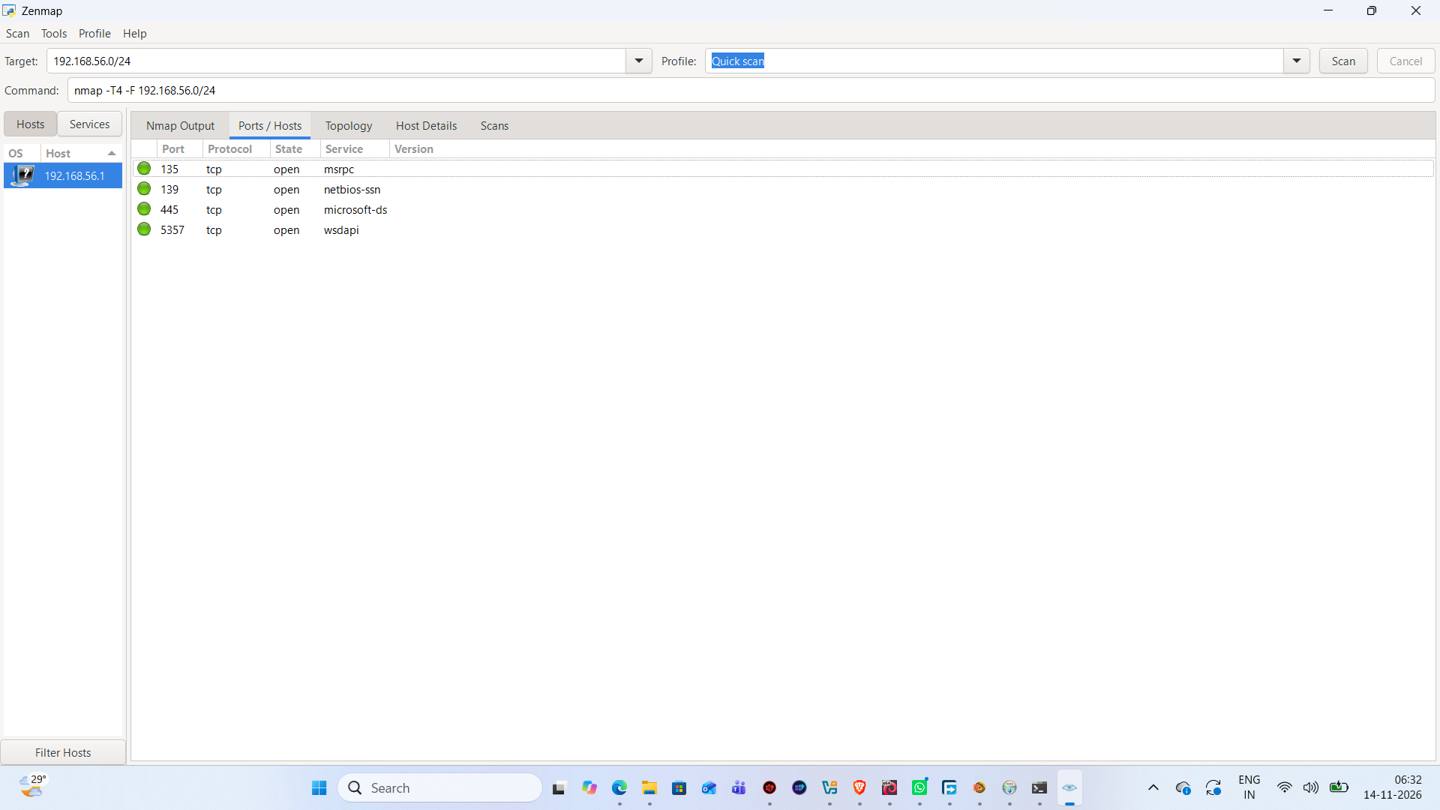 Zenmap
Scan Tools Profile Help
Target: 192.168.56.0/24 Profile: Quick scan Scan Cancel
Command: nmap -T4 -F 192.168.56.0/24
Hosts Services Nmap Output Ports / Hosts Topology Host Details Scans
OS Host Port Protocol State Service Version
192.168.56.1 135 tcp open msrpc
139 tcp open netbios-ssn
445 tcp open microsoft-ds
5357 tcp open wsdapi
Filter Hosts
29° Search ENG 06:32
IN 14-11-2026